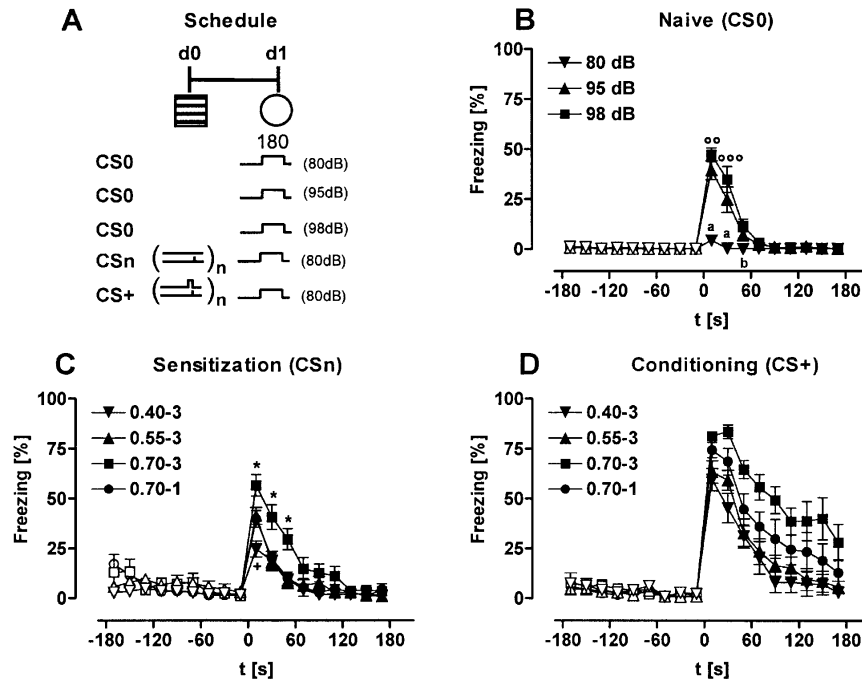 A
Schedule
d0 d1
180
CS0 (80dB)
CS0 (95dB)
CS0 (98dB)
CSn ( )n (80dB)
CS+ ( )n (80dB)
B
Naive (CS0)
80 dB
95 dB
98 dB
Freezing [%]
100
75
50
25
0
a a
b
-180 -120 -60 0 60 120 180
t [s]
C
Sensitization (CSn)
0.40-3
0.55-3
0.70-3
0.70-1
Freezing [%]
100
75
50
25
0
* * *
+
-180 -120 -60 0 60 120 180
t [s]
D
Conditioning (CS+)
0.40-3
0.55-3
0.70-3
0.70-1
Freezing [%]
100
75
50
25
0
-180 -120 -60 0 60 120 180
t [s]